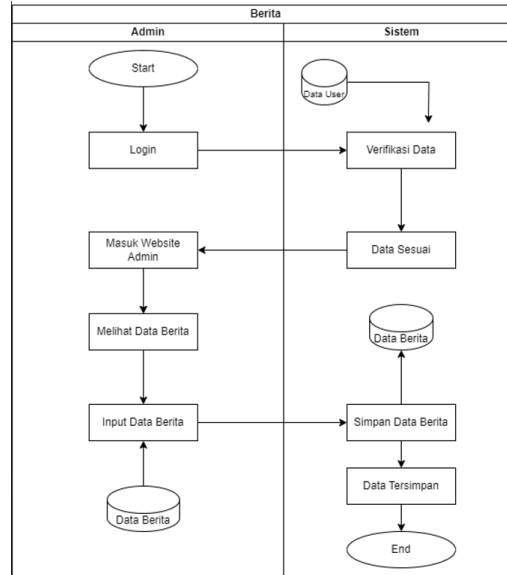 Berita
Admin
Sistem
Start
Data User
Login
Verifikasi Data
Masuk Website
Admin
Data Sesuai
Melihat Data Berita
Data Berita
Input Data Berita
Simpan Data Berita
Data Tersimpan
Data Berita
End